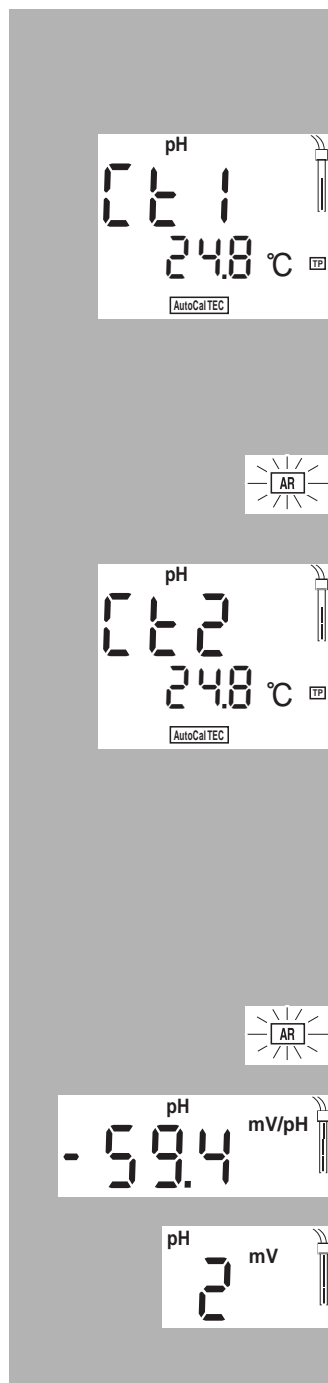 pH
Ct1
24.8 °C TP
AutoCal TEC
AR
pH
Ct2
24.8 °C TP
AutoCal TEC
AR
pH
-59.4 mV/pH
pH
2 mV